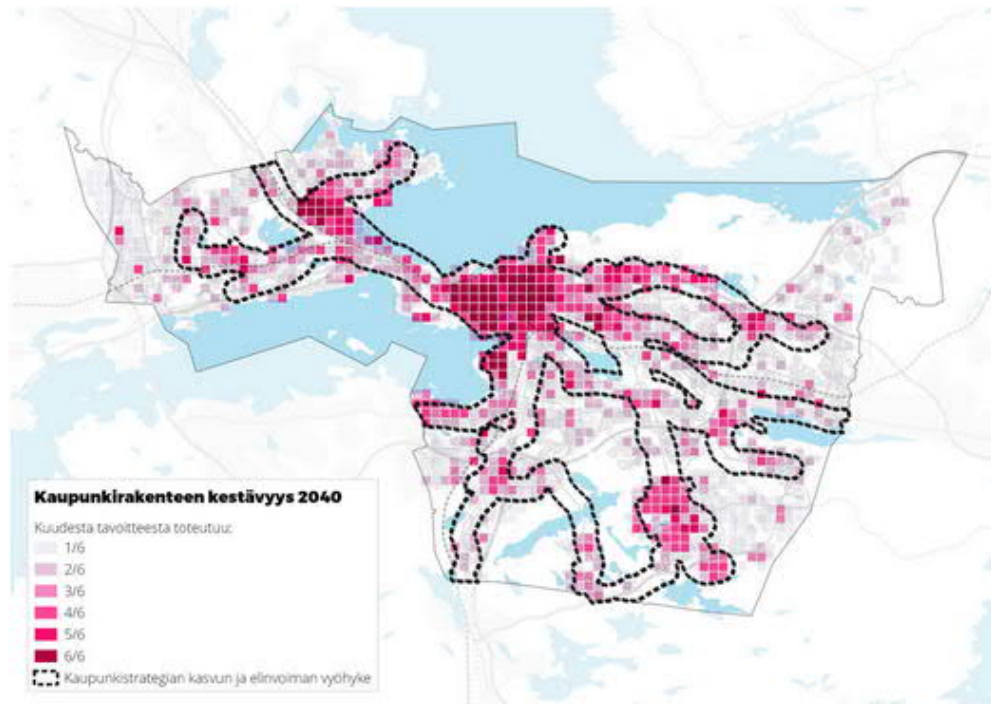 Kaupunkirakenteen kestävyys 2040
Kuudesta tavoitteesta toteutuu:
1/6
2/6
3/6
4/6
5/6
6/6
Kaupunkistrategian kasvun ja elinvoiman vyöhyke